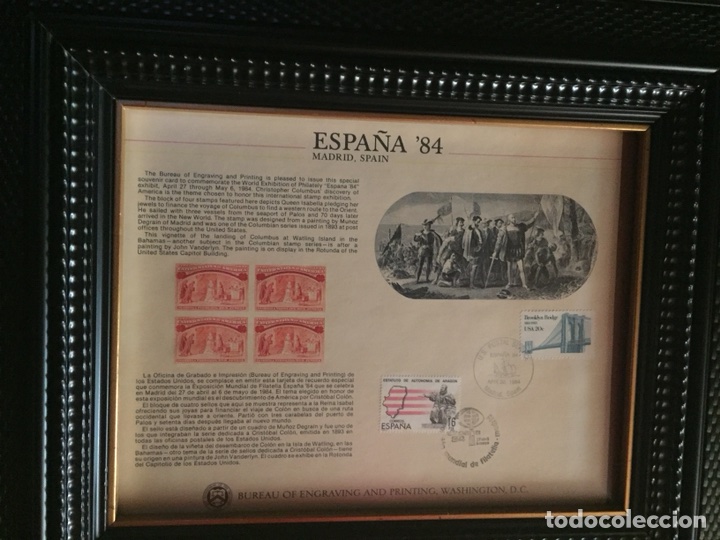 ESPAÑA '84
MADRID, SPAIN
The Bureau of Engraving and Printing is pleased to issue this special
souvenir card to commemorate the World Exhibition of Philately "España 84"
exhibit, April 27 through May 6, 1984. Christopher Columbus' discovery of
America is the theme chosen to honor this international stamp exhibition.
The block of four stamps featured here depicts Queen Isabella pledging her
jewels to finance the voyage of Columbus to find a western route to the Orient.
He sailed with three vessels from the seaport of Palos and 70 days later
arrived in the New World. The stamp was designed from a painting by Munoz
Degrain of Madrid and was one of the Columbian series issued in 1893 at post
offices throughout the United States.
This vignette of the landing of Columbus at Watling Island in the
Bahamas—another subject in the Columbian stamp series—is after a
painting by John Vanderlyn. The painting is on display in the Rotunda of the
United States Capitol Building.
Brooklyn Bridge
USA 20c
La Oficina de Grabado e Impresión (Bureau of Engraving and Printing) de
los Estados Unidos, se complace en emitir esta tarjeta de recuerdo especial
que conmemora la Exposición Mundial de Filatelia España '84 que se celebra
en Madrid del 27 de abril al 6 de mayo de 1984. El tema elegido en honor de
esta exposición mundial es el descubrimiento de América por Cristóbal Colón.
El bloque de cuatro sellos que aquí se muestra representa a la Reina Isabel
ofreciendo sus joyas para financiar el viaje de Colón en busca de una ruta
occidental que llevase a oriente. Partió con tres carabelas del puerto de
Palos y setenta días después llegaba al nuevo mundo.
El sello está diseñado a partir de un cuadro de Muñoz Degrain y fue uno de
los que integraban la serie dedicada a Cristóbal Colón, emitida en 1893 en
todas las oficinas postales de los Estados Unidos.
El diseño de la viñeta del desembarco de Colón en la Isla de Watling, en las
Bahamas — otro tema de la serie de sellos dedicada a Cristóbal Colón — tiene
su origen en una pintura de John Vanderlyn. El cuadro se exhibe en la Rotonda
del Capitolio de los Estados Unidos.
ESTATUTO DE AUTONOMIA DE ARAGON
CORREOS
ESPAÑA
16
mundial de filatelia
BUREAU OF ENGRAVING AND PRINTING, WASHINGTON, D.C.
todocoleccion
todocoleccion.net